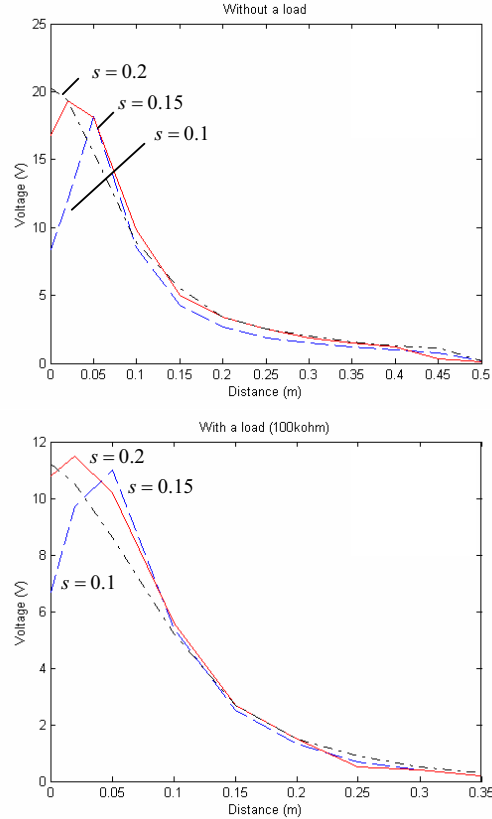 Without a load
25
20
15
10
5
0
Voltage (V)
s = 0.2
s = 0.15
s = 0.1
0 0.05 0.1 0.15 0.2 0.25 0.3 0.35 0.4 0.45 0.5
Distance (m)
With a load (100kohm)
12
10
8
6
4
2
0
Voltage (V)
s = 0.2
s = 0.15
s = 0.1
0 0.05 0.1 0.15 0.2 0.25 0.3 0.35
Distance (m)